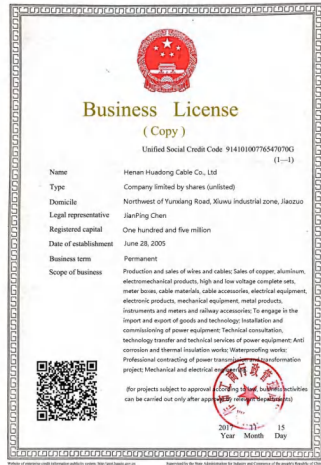 Business License
( Copy )
Unified Social Credit Code 91410100776547070G
(1—1)
Name Henan Huadong Cable Co., Ltd
Type Company limited by shares (unlisted)
Domicile Northwest of Yunxiang Road, Xiuwu industrial zone, Jiaozuo
Legal representative JianPing Chen
Registered capital One hundred and five million
Date of establishment June 28, 2005
Business term Permanent
Scope of business Production and sales of wires and cables; Sales of copper, aluminum,
electromechanical products, high and low voltage complete sets,
meter boxes, cable materials, cable accessories, electrical equipment,
electronic products, mechanical equipment, metal products,
instruments and meters and railway accessories; To engage in the
import and export of goods and technology; Installation and
commissioning of power equipment; Technical consultation,
technology transfer and technical services of power equipment; Anti
corrosion and thermal insulation works; Waterproofing works;
Professional contracting of power transmission and transformation
project; Mechanical and electrical engineering
(for projects subject to approval according to law, business activities
can be carried out only after approval by relevant departments)
2017 11 15
Year Month Day